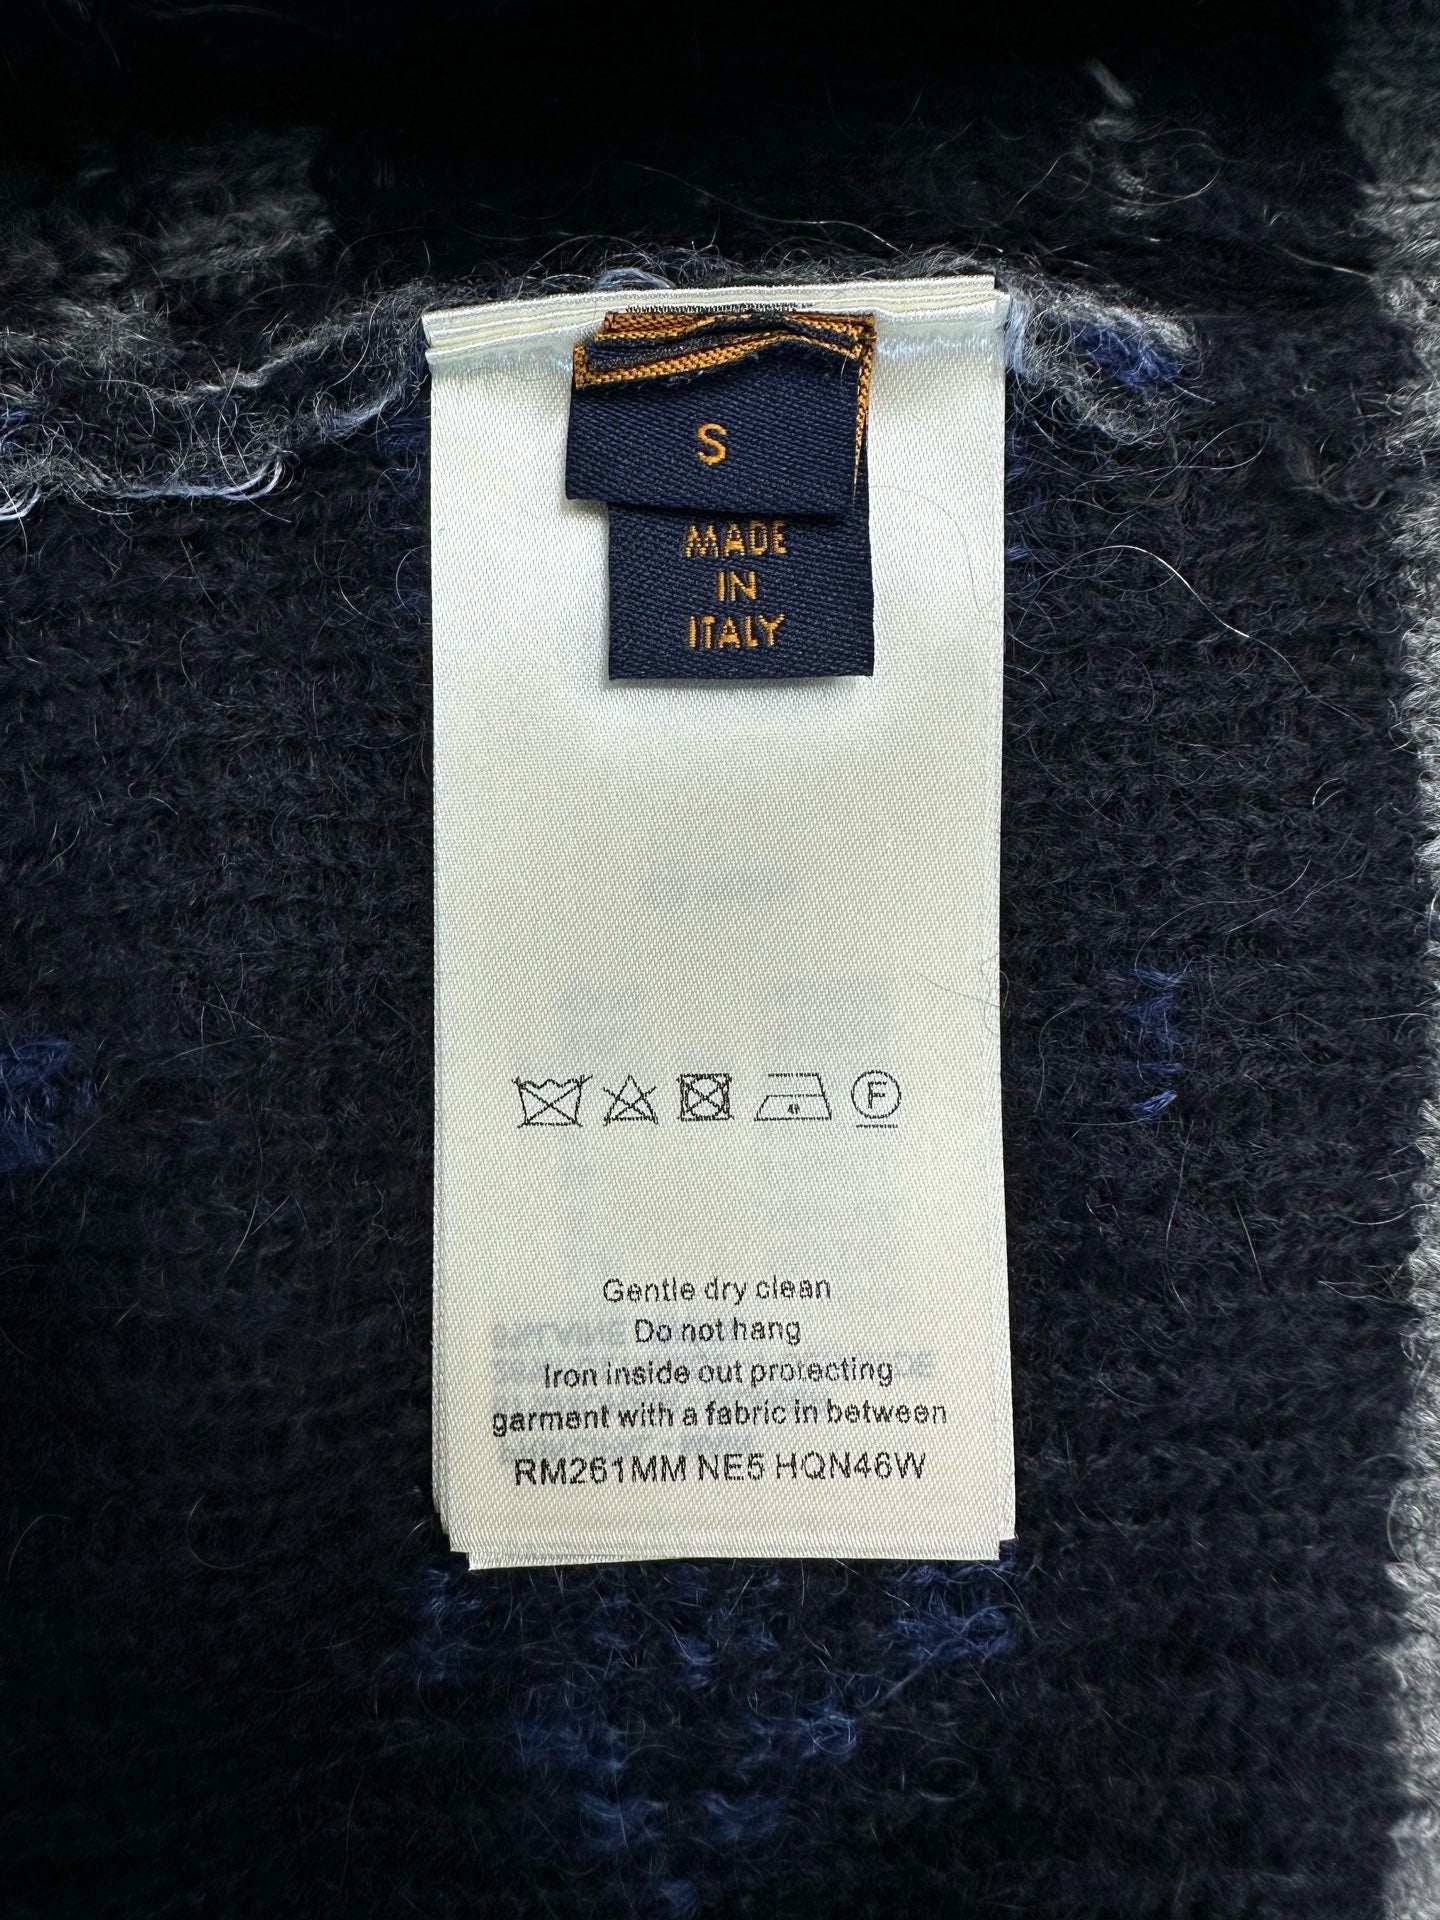 S
MADE
IN
ITALY
F
Gentle dry clean
Do not hang
Iron inside out protecting
garment with a fabric in between
RM261MM NE5 HQN46W